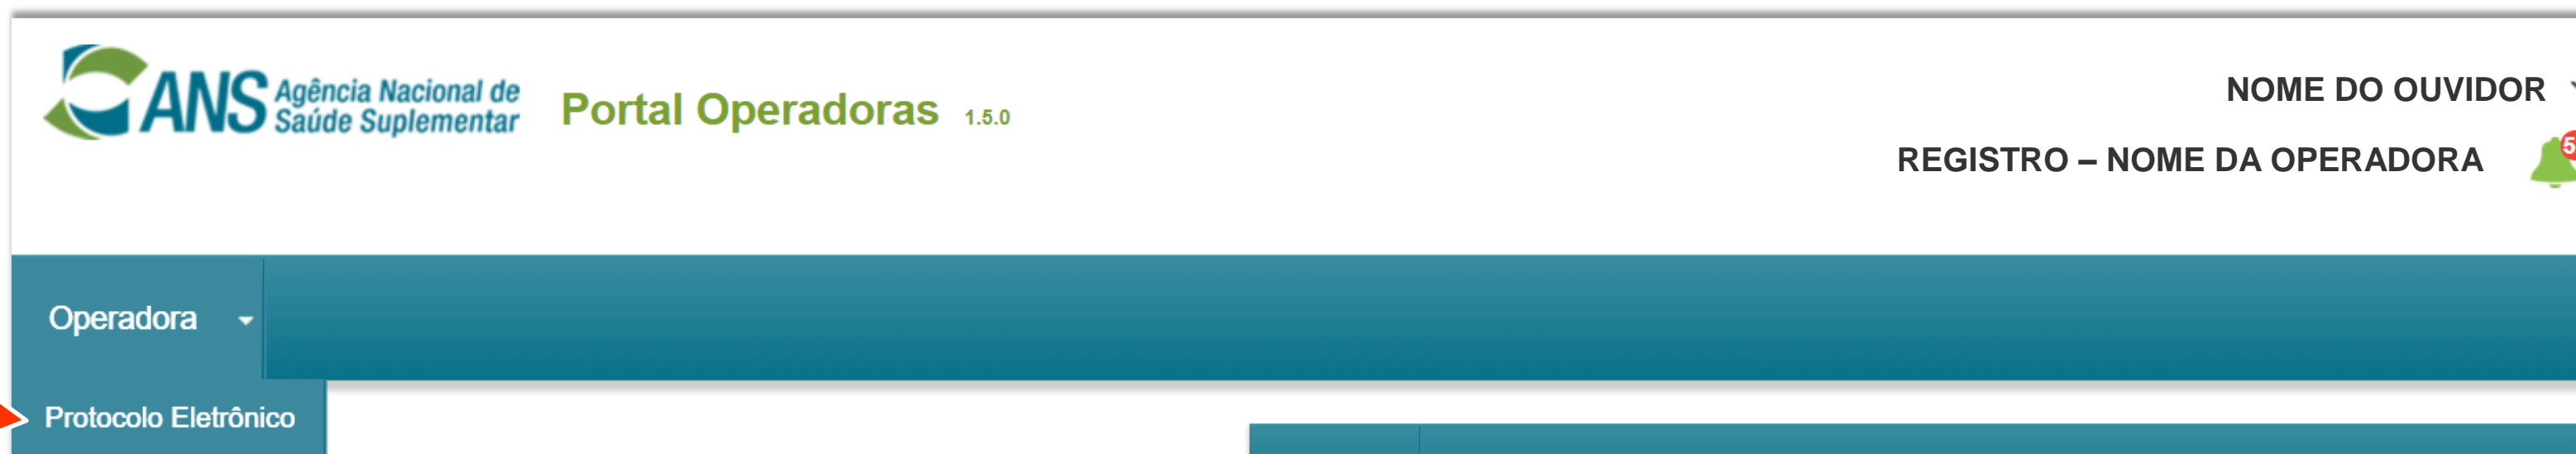 ANS Agência Nacional de
Saúde Suplementar
Portal Operadoras 1.5.0
NOME DO OUVIDOR
REGISTRO – NOME DA OPERADORA
5
Operadora
Protocolo Eletrônico